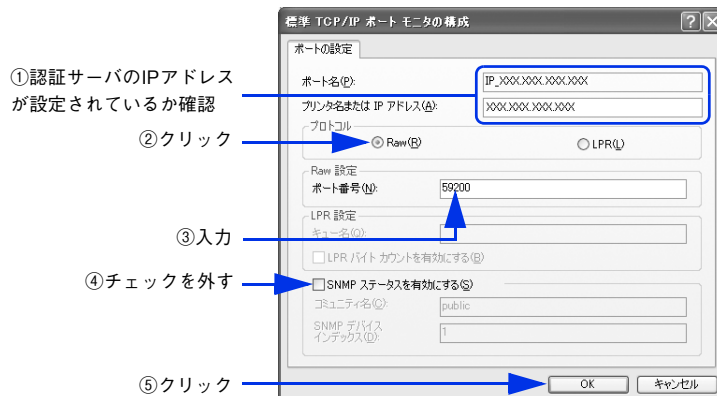 標準 TCP/IP ポート モニタの構成
ポートの設定
①認証サーバのIPアドレス
が設定されているか確認
ポート名(P):
IP_XXX.XXX.XXX.XXX
プリンタ名または IP アドレス(A):
XXX.XXX.XXX.XXX
プロトコル
②クリック
Raw(R)
LPR(L)
Raw 設定
ポート番号(N):
59200
LPR 設定
③入力
キュー名(Q):
LPR バイト カウントを有効にする(B)
④チェックを外す
SNMP ステータスを有効にする(S)
コミュニティ名(C):
public
SNMP デバイス
インデックス(D):
1
⑤クリック
OK
キャンセル